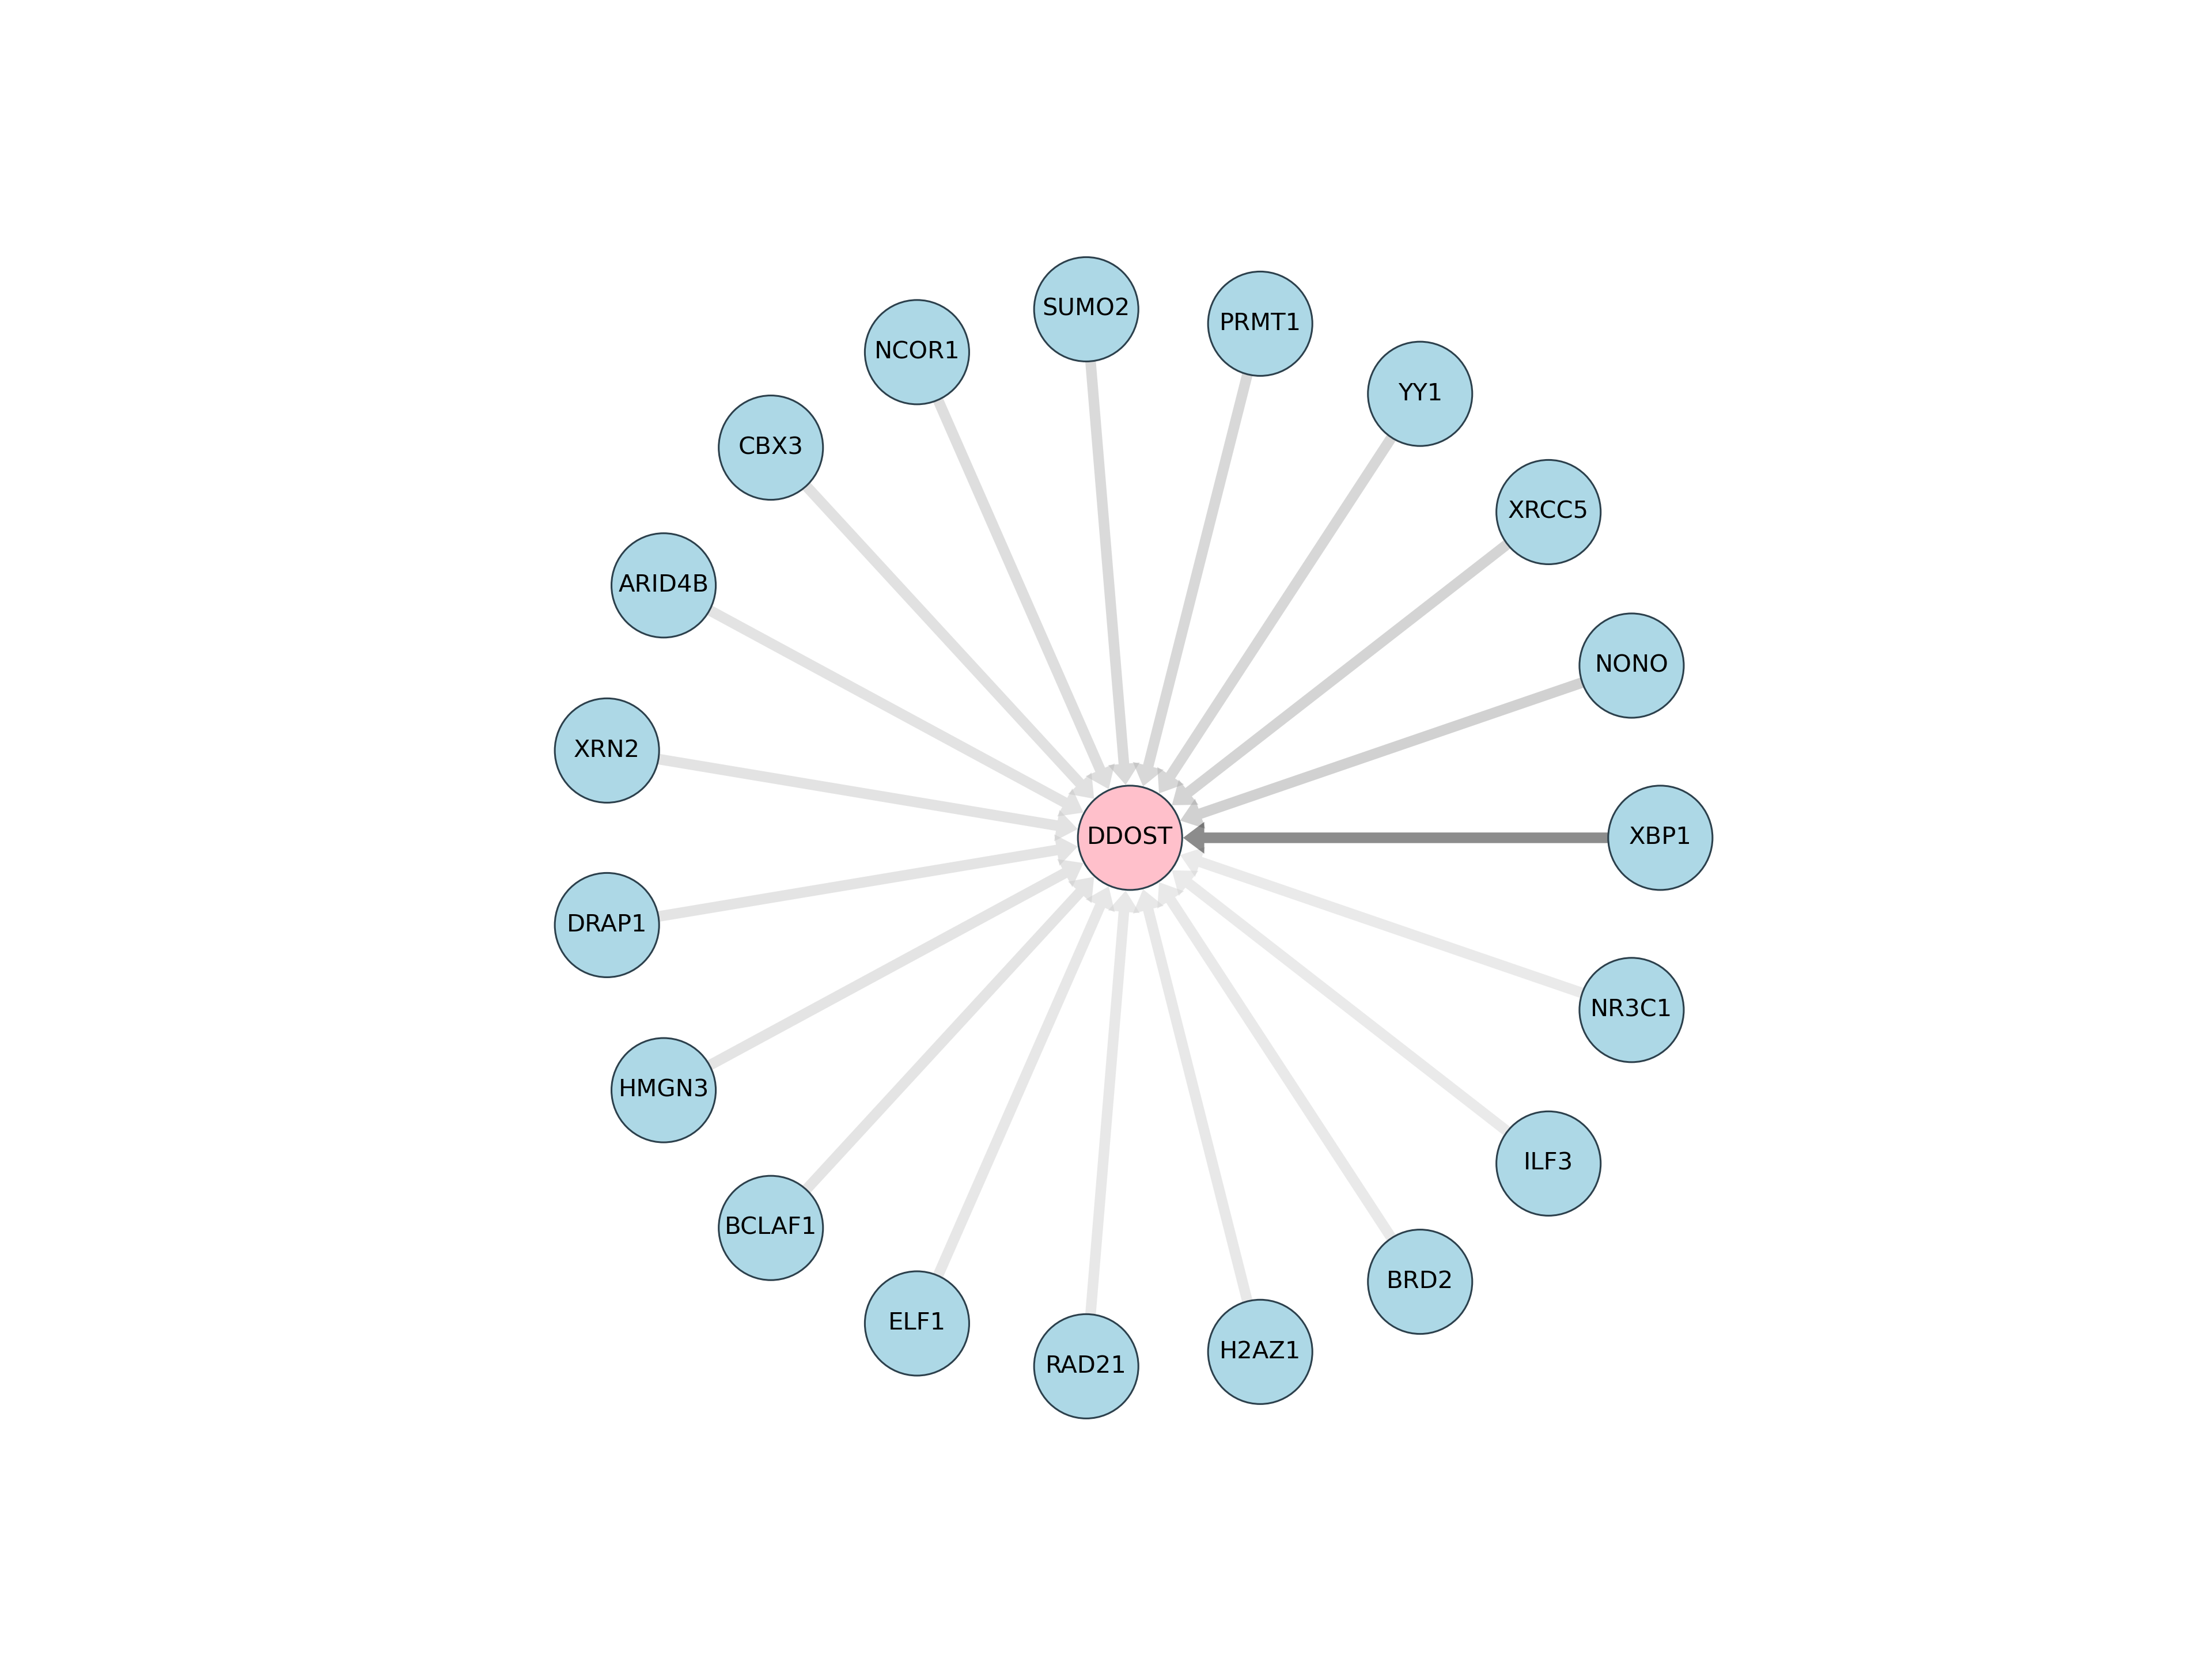 SUMO2
PRMT1
NCOR1
YY1
CBX3
XRCC5
ARID4B
NONO
XRN2
DDOST
XBP1
DRAP1
NR3C1
HMGN3
ILF3
BCLAF1
BRD2
ELF1
H2AZ1
RAD21